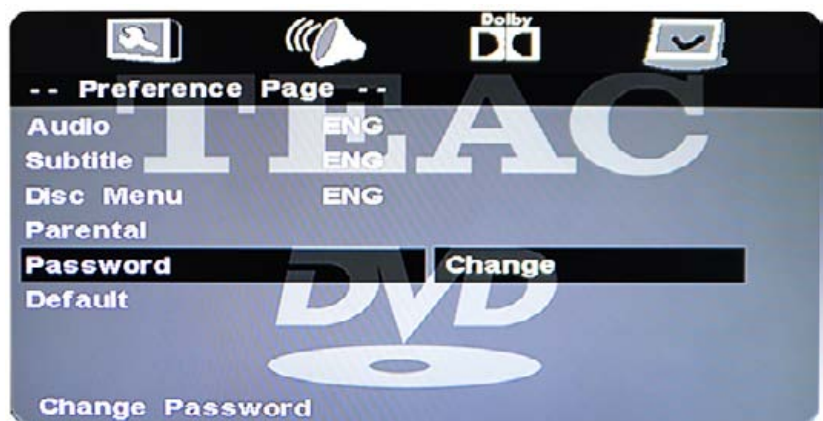 Dolby
-- Preference Page --
TEAC
Audio ENG
Subtitle ENG
Disc Menu ENG
Parental
Password Change
Default
DVD
Change Password